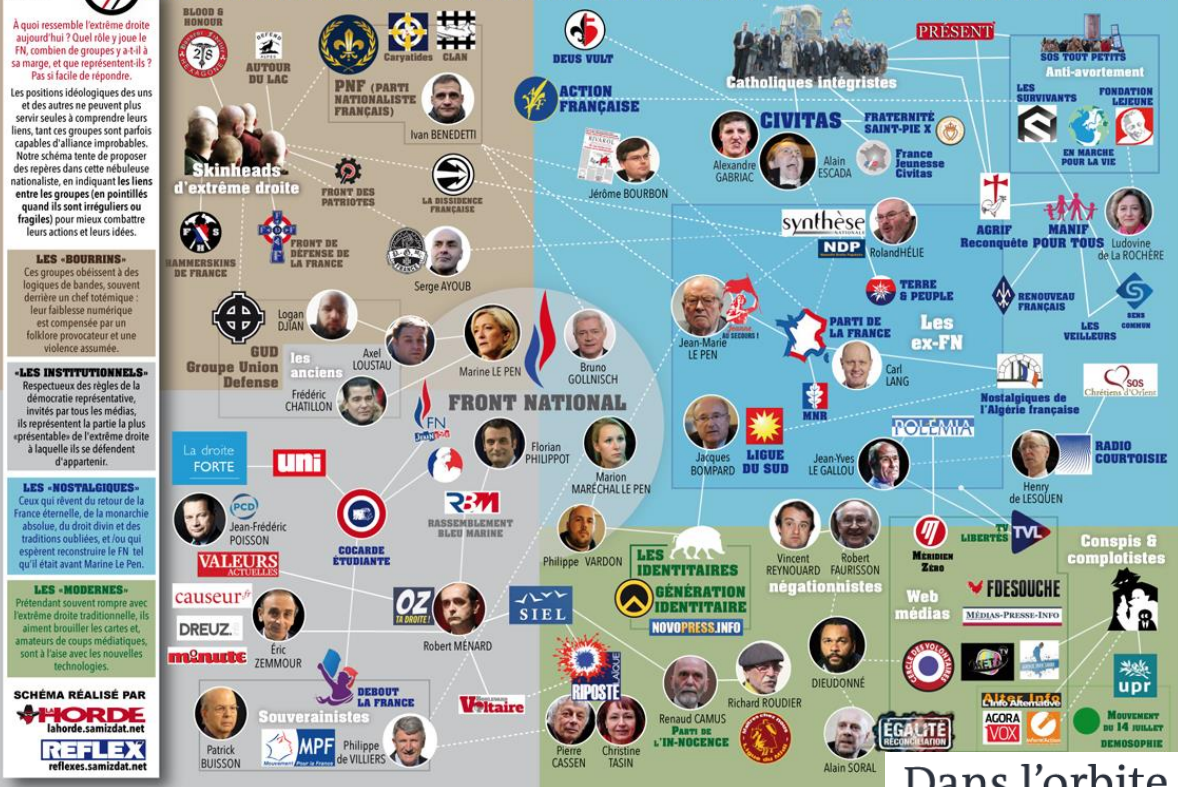 À quoi ressemble l'extrême droite
aujourd'hui ? Quel rôle y joue le
FN, combien de groupes y a-t-il à
sa marge, et que représentent-ils ?
Pas si facile de répondre.
Les positions idéologiques des uns
et des autres ne peuvent plus
servir seules à comprendre leurs
liens, tant ces groupes sont parfois
capables d'alliance improbables.
Notre schéma tente de proposer
des repères dans cette nébuleuse
nationaliste, en indiquant les liens
entre les groupes (en pointillés
quand ils sont irréguliers ou
fragiles) pour mieux combattre
leurs actions et leurs idées.
LES «BOURRINS»
Ces groupes obéissent à des
logiques de bandes, souvent
derrière un chef totémique :
leur faiblesse numérique
est compensée par un
folklore provocateur et une
violence assumée.
«LES INSTITUTIONNELS»
Respectueux des règles de la
démocratie représentative,
invités par tous les médias,
ils représentent la partie la plus
«présentable» de l'extrême droite
à laquelle ils se défendent
d'appartenir.
LES «NOSTALGIQUES»
Ceux qui rêvent du retour de la
France éternelle, de la monarchie
absolue, du droit divin et des
traditions oubliées, et /ou qui
espèrent reconstruire le FN tel
qu'il était avant Marine Le Pen.
LES «MODERNES»
Prétendant souvent rompre avec
l'extrême droite traditionnelle, ils
aiment brouiller les cartes et,
amateurs de coups médiatiques,
sont à l'aise avec les nouvelles
technologies.
SCHÉMA RÉALISÉ PAR
LA HORDE
lahorde.samizdat.net
REFLEX
reflexes.samizdat.net
BLOOD &
HONOUR
HEXAGONE
DEFEND
AUTOUR
DU LAC
Caryatides
CLAN
PNF (PARTI
NATIONALISTE
FRANÇAIS)
Ivan BENEDETTI
Skinheads
d'extrême droite
FRONT DES
PATRIOTES
LA DISSIDENCE
FRANÇAISE
HAMMERSKINS
DE FRANCE
FRONT DE
DÉFENSE DE
LA FRANCE
Serge AYOUB
GUD
Groupe Union
Defense
Logan
DJIAN
les
anciens
Axel
LOUSTAU
Frédéric
CHATILLON
Marine LE PEN
Bruno
GOLLNISCH
FRONT NATIONAL
FN
Florian
PHILIPPOT
Marion
MARÉCHAL LE PEN
La droite
FORTE
uni
PCD
Jean-Frédéric
POISSON
COCARDE
ÉTUDIANTE
RBM
RASSEMBLEMENT
BLEU MARINE
VALEURS
ACTUELLES
causeur.fr
DREUZ.
minute
Éric
ZEMMOUR
OZ
TA DROITE!
Robert MÉNARD
SIEL
DEBOUT
LA FRANCE
Souverainistes
Patrick
BUISSON
MPF
Mouvement Pour la France
Philippe
de VILLIERS
Voltaire
DEUS VULT
ACTION
FRANÇAISE
RIVAROL
Jérôme BOURBON
PRÉSENT
Catholiques intégristes
CIVITAS
Alexandre
GABRIAC
Alain
ESCADA
FRATERNITÉ
SAINT-PIE X
France
Jeunesse
Civitas
SOS TOUT PETITS
Anti-avortement
LES
SURVIVANTS
FONDATION
LEJEUNE
EN MARCHE
POUR LA VIE
AGRIF
Reconquête
MANIF
POUR TOUS
Ludovine
de La ROCHÈRE
synthèse
NATIONALE
NDP
Roland HÉLIE
TERRE
& PEUPLE
Jeanne
AU SECOURS !
Jean-Marie
LE PEN
PARTI DE
LA FRANCE
Les
ex-FN
Carl
LANG
MNR
RENOUVEAU
FRANÇAIS
LES
VEILLEURS
SENS
COMMUN
Nostalgiques de
l'Algérie française
SOS
Chrétiens d'Orient
Jacques
BOMPARD
LIGUE
DU SUD
POLEMIA
Jean-Yves
LE GALLOU
Henry
de LESQUEN
RADIO
COURTOISIE
Philippe VARDON
LES
IDENTITAIRES
GÉNÉRATION
IDENTITAIRE
NOVOPRESS.INFO
Vincent
REYNOUARD
Robert
FAURISSON
négationnistes
MÉRIDIEN
ZÉRO
TV
LIBERTÉS
TVL
Conspis &
complotistes
Web
médias
FDESOUCHE
MÉDIAS-PRESSE-INFO
CERCLE DES VOLONTAIRES
RIPOSTE
LAÏQUE
Pierre
CASSEN
Christine
TASIN
Renaud CAMUS
PARTI DE
L'IN-NOCENCE
Richard ROUDIER
DIEUDONNÉ
Alain SORAL
ÉGALITÉ
RÉCONCILIATION
Alter Info
L'Info Alternative
AGORA
VOX
upr
MOUVEMENT
DU 14 JUILLET
DEMOSOPHIE
Dans l'orbite